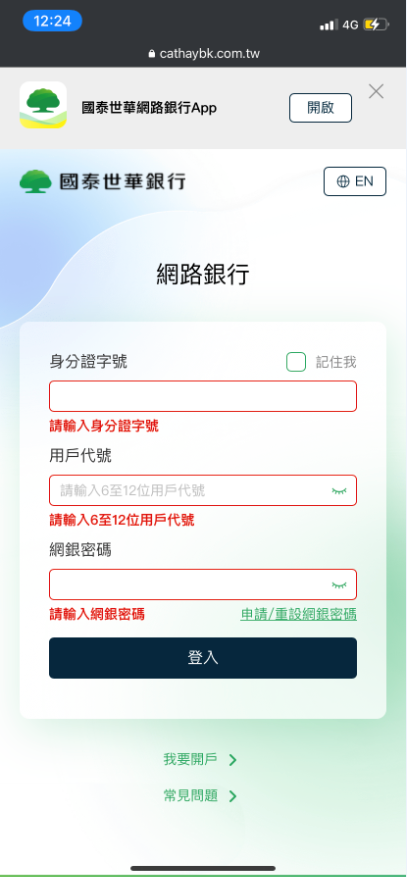 12:24
4G
cathaybk.com.tw
國泰世華網路銀行App
開啟
國泰世華銀行
EN
網路銀行
身分證字號
記住我
請輸入身分證字號
用戶代號
請輸入6至12位用戶代號
請輸入6至12位用戶代號
網銀密碼
請輸入網銀密碼
申請/重設網銀密碼
登入
我要開戶
常見問題